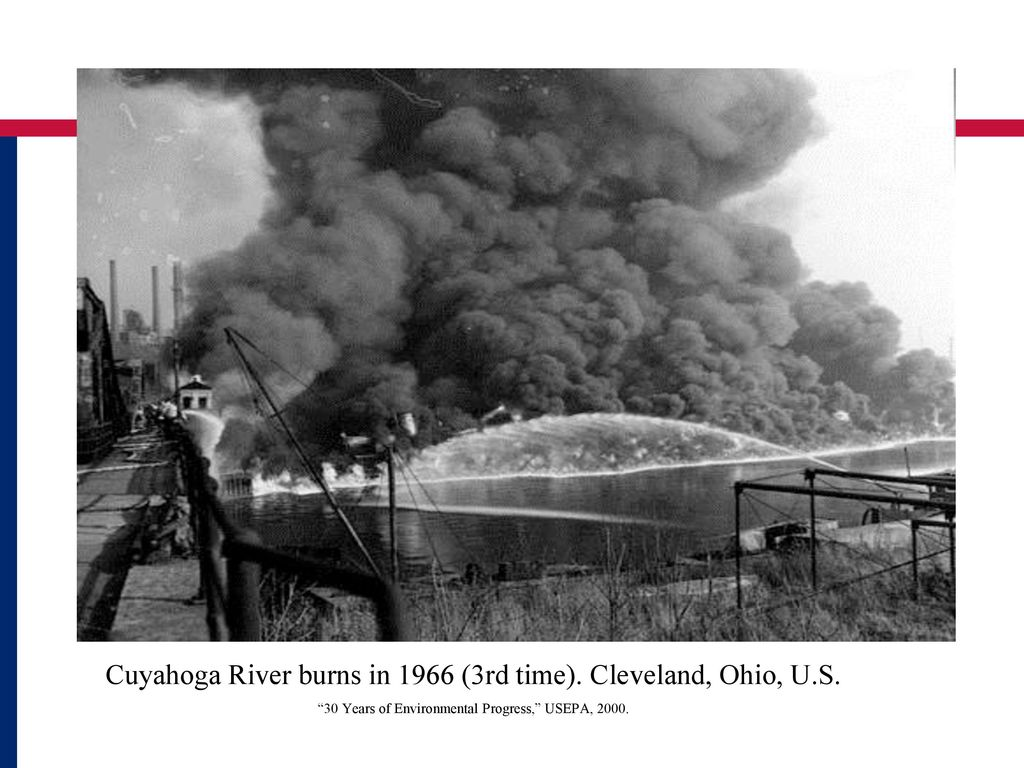 Cuyahoga River burns in 1966 (3rd time). Cleveland, Ohio, U.S.
“30 Years of Environmental Progress,” USEPA, 2000.